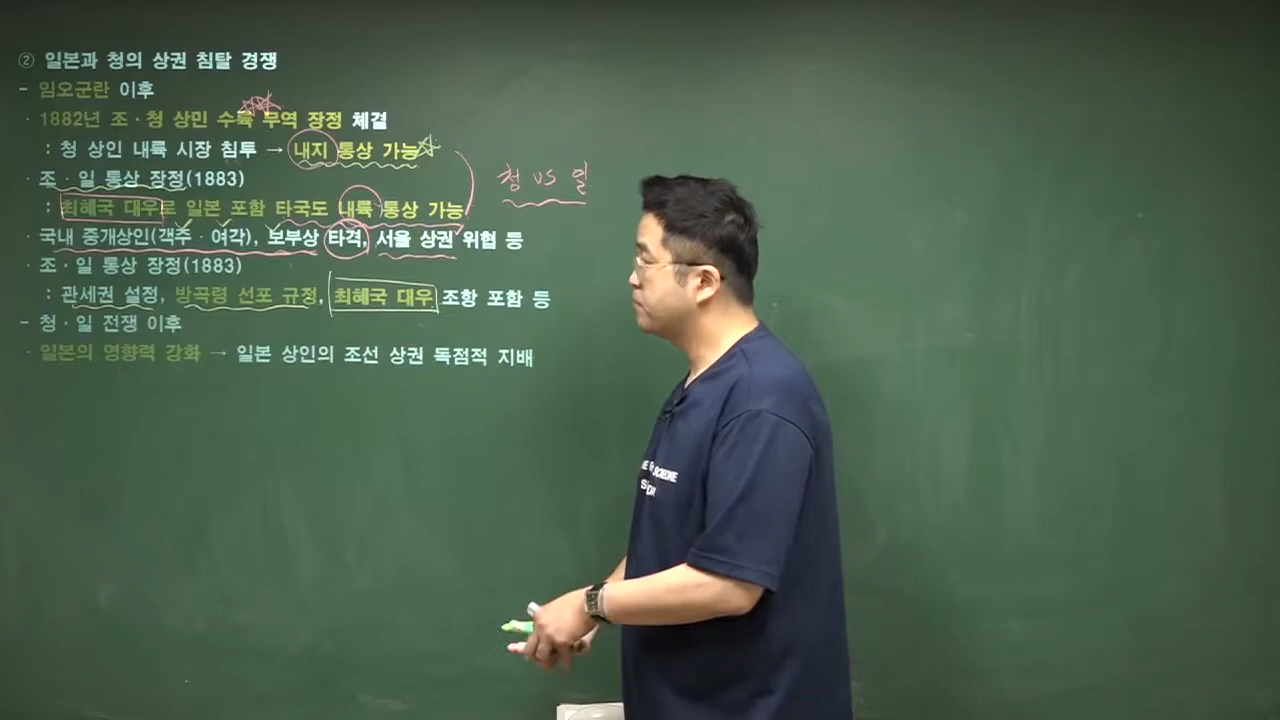 ② 일본과 청의 상권 침탈 경쟁
- 임오군란 이후
· 1882년 조·청 상민 수륙 무역 장정 체결
: 청 상인 내륙 시장 침투 → 내지 통상 가능
· 조·일 통상 장정(1883)
: 최혜국 대우로 일본 포함 타국도 내륙 통상 가능
청 VS 일
· 국내 중개상인(객주·여각), 보부상 타격, 서울 상권 위협 등
· 조·일 통상 장정(1883)
: 관세권 설정, 방곡령 선포 규정, 최혜국 대우 조항 포함 등
- 청·일 전쟁 이후
· 일본의 영향력 강화 → 일본 상인의 조선 상권 독점적 지배